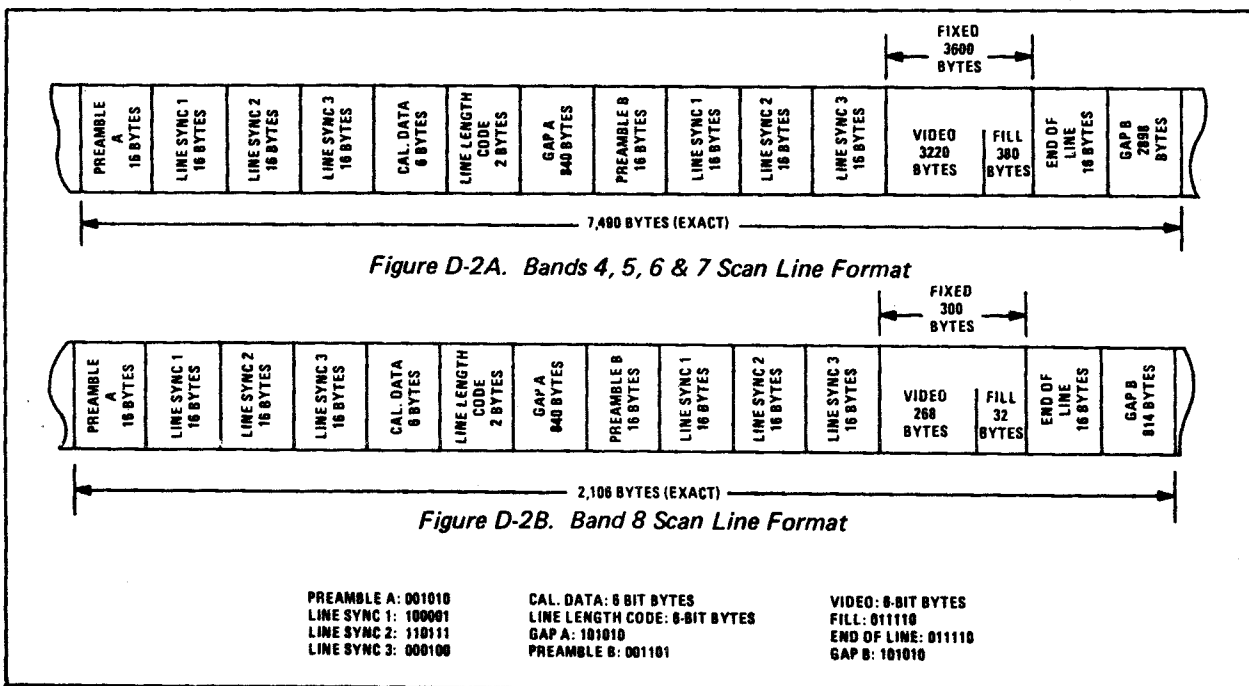 FIXED
3600
BYTES
PREAMBLE
A
16 BYTES
LINE SYNC 1
16 BYTES
LINE SYNC 2
16 BYTES
LINE SYNC 3
16 BYTES
CAL. DATA
6 BYTES
LINE LENGTH
CODE
2 BYTES
GAP A
840 BYTES
PREAMBLE B
16 BYTES
LINE SYNC 1
16 BYTES
LINE SYNC 2
16 BYTES
LINE SYNC 3
16 BYTES
VIDEO
3220
BYTES
FILL
380
BYTES
END OF
LINE
16 BYTES
GAP B
2898
BYTES
7,490 BYTES (EXACT)
Figure D-2A. Bands 4, 5, 6 & 7 Scan Line Format
FIXED
300
BYTES
PREAMBLE
A
16 BYTES
LINE SYNC 1
16 BYTES
LINE SYNC 2
16 BYTES
LINE SYNC 3
16 BYTES
CAL. DATA
6 BYTES
LINE LENGTH
CODE
2 BYTES
GAP A
840 BYTES
PREAMBLE B
16 BYTES
LINE SYNC 1
16 BYTES
LINE SYNC 2
16 BYTES
LINE SYNC 3
16 BYTES
VIDEO
268
BYTES
FILL
32
BYTES
END OF
LINE
16 BYTES
GAP B
814 BYTES
2,106 BYTES (EXACT)
Figure D-2B. Band 8 Scan Line Format
PREAMBLE A: 001010
LINE SYNC 1: 100001
LINE SYNC 2: 110111
LINE SYNC 3: 000100
CAL. DATA: 6 BIT BYTES
LINE LENGTH CODE: 6-BIT BYTES
GAP A: 101010
PREAMBLE B: 001101
VIDEO: 6-BIT BYTES
FILL: 011110
END OF LINE: 011110
GAP B: 101010